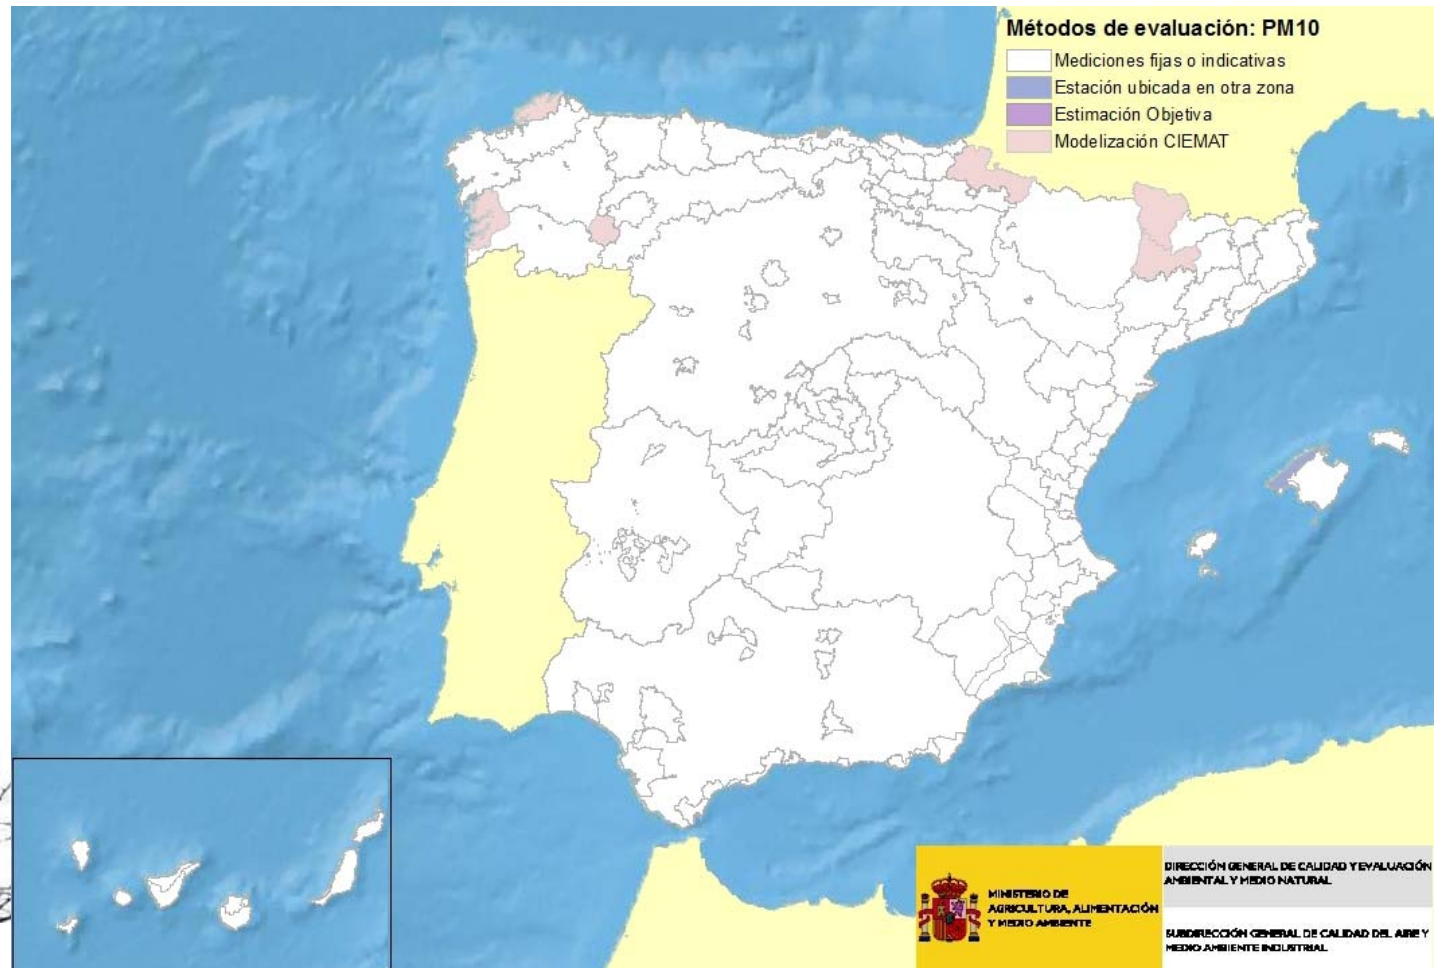 Métodos de evaluación: PM10
Mediciones fijas o indicativas
Estación ubicada en otra zona
Estimación Objetiva
Modelización CIEMAT
MINISTERIO DE
AGRICULTURA, ALIMENTACIÓN
Y MEDIO AMBIENTE
DIRECCIÓN GENERAL DE CALIDAD Y EVALUACIÓN
AMBIENTAL Y MEDIO NATURAL
SUBDIRECCIÓN GENERAL DE CALIDAD DEL AIRE Y
MEDIO AMBIENTE INDUSTRIAL